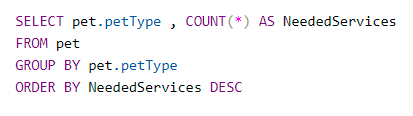 SELECT pet.petType , COUNT(*) AS NeededServices
FROM pet
GROUP BY pet.petType
ORDER BY NeededServices DESC